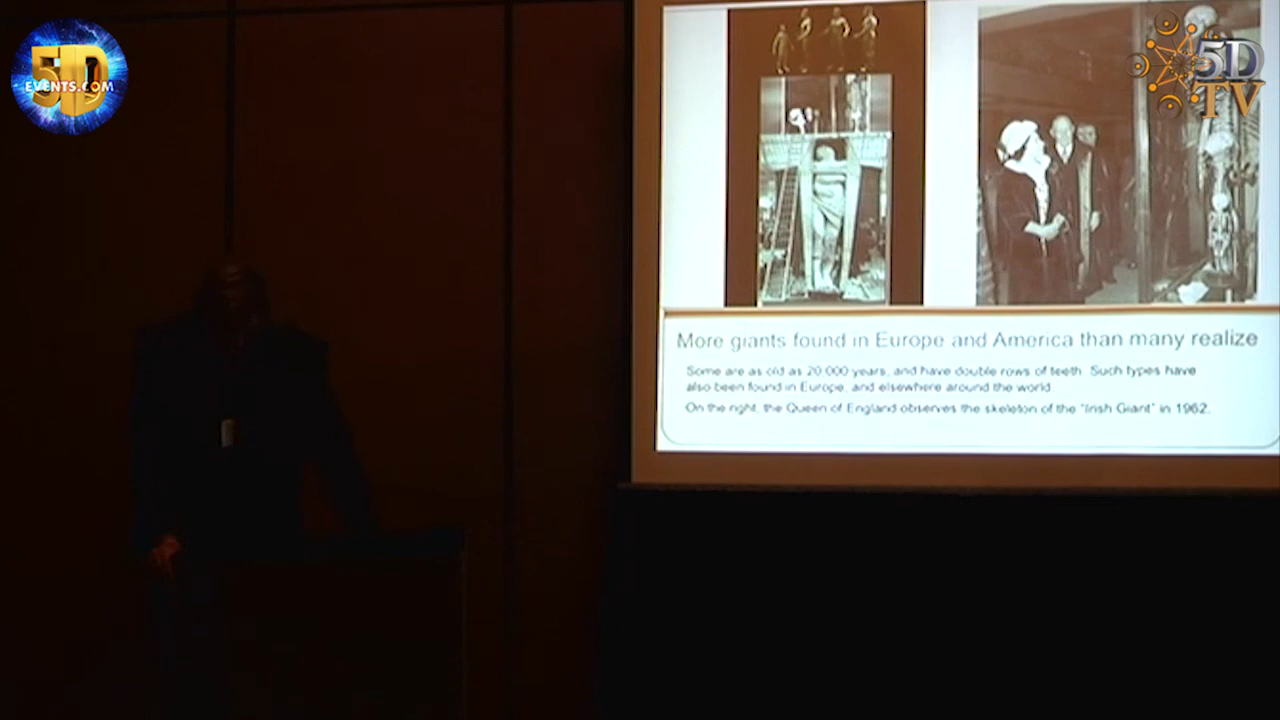 5D
EVENTS.COM
5D
TV
More giants found in Europe and America than many realize
Some are as old as 20 000 years, and have double rows of teeth. Such types have
also been found in Europe, and elsewhere around the world.
On the right, the Queen of England observes the skeleton of the "Irish Giant" in 1962.